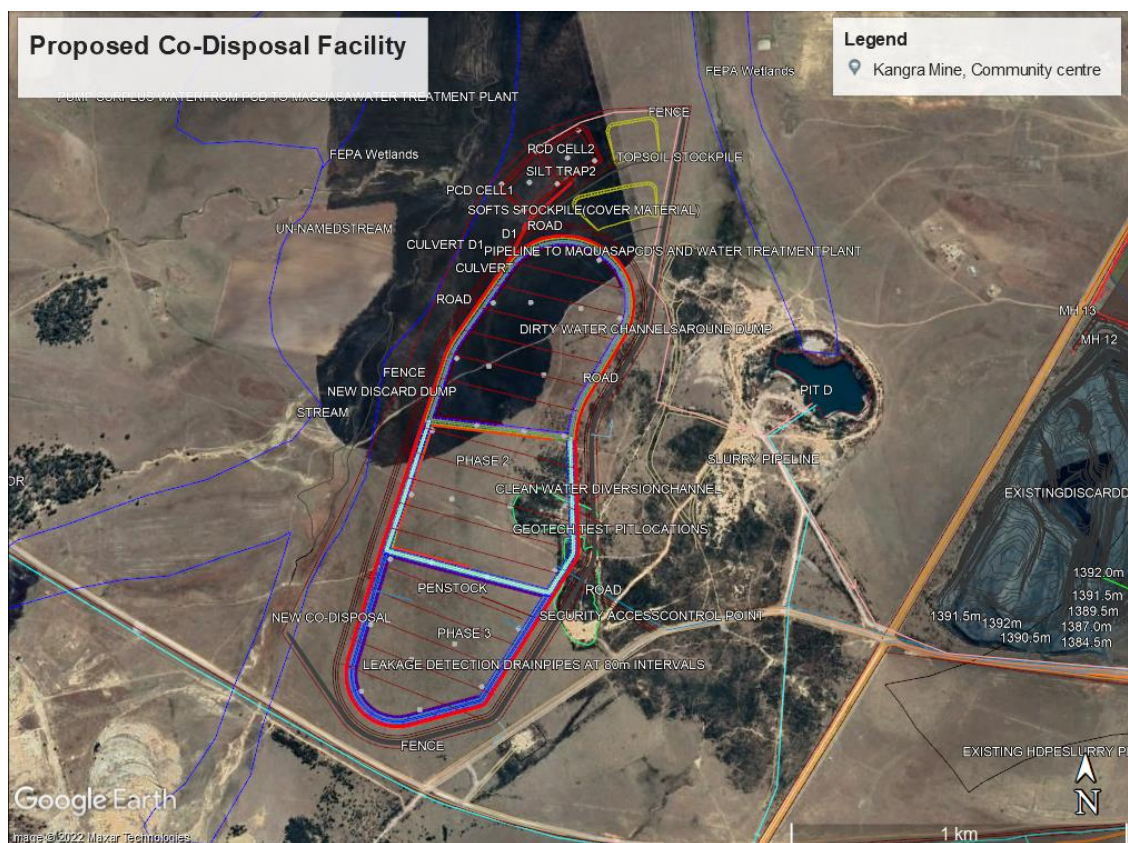 Proposed Co-Disposal Facility
Legend
Kangra Mine, Community centre
FEPA Wetlands
PUMP SURPLUS WATERFROM PCD TO MAQUASAWATER TREATMENT PLANT
FENCE
FEPA Wetlands
RCD CELL2
TOPSOIL STOCKPILE
SILT TRAP2
PCD CELL1
SOFTS STOCKPILE(COVER MATERIAL)
UN-NAMEDSTREAM
ROAD
D1
CULVERT D1
PIPELINE TO MAQUASAPCD'S AND WATER TREATMENTPLANT
CULVERT
ROAD
MH 13
DIRTY WATER CHANNELSAROUND DUMP
MH 12
FENCE
ROAD
NEW DISCARD DUMP
PIT D
STREAM
PHASE 2
SLURRY PIPELINE
OR
CLEAN WATER DIVERSIONCHANNEL
EXISTINGDISCARDD
GEOTECH TEST PITLOCATIONS
1392.0m
PENSTOCK
ROAD
1391.5m
NEW CO-DISPOSAL
SECURITY ACCESSCONTROL POINT
1389.5m
1391.5m
1392m
PHASE 3
1390.5m
1387.0m
1384.5m
LEAKAGE DETECTION DRAINPIPES AT 80m INTERVALS
FENCE
EXISTING HDPESLURRY PI
N
Google Earth
Image © 2022 Maxar Technologies
1 km